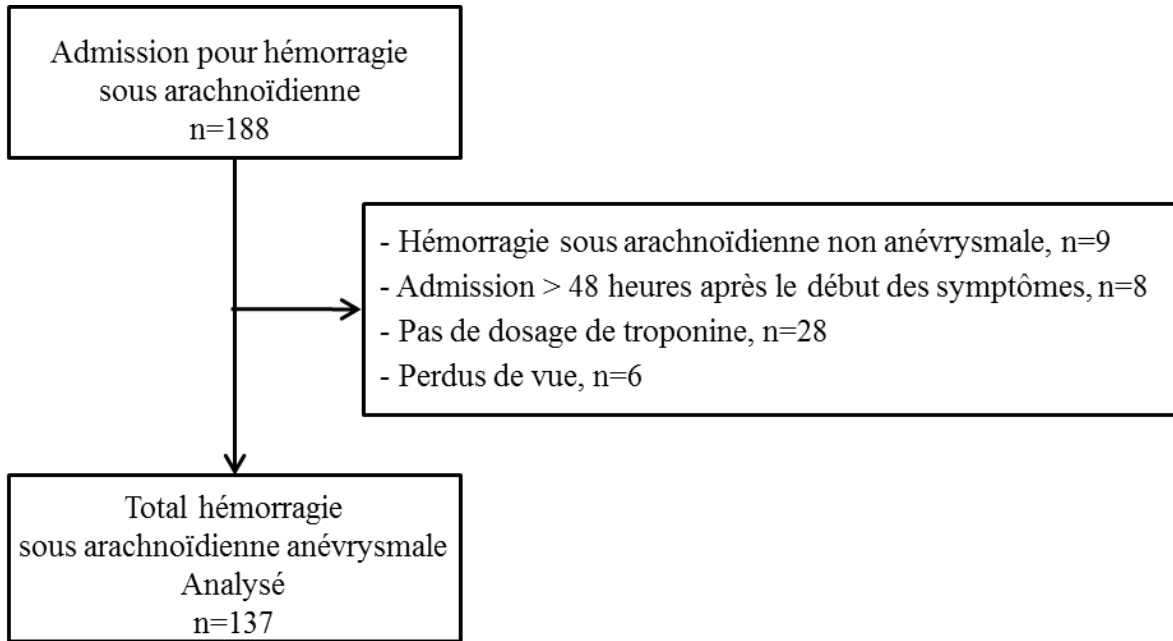 Admission pour hémorragie
sous arachnoïdienne
n=188
- Hémorragie sous arachnoïdienne non anévrysmale, n=9
- Admission > 48 heures après le début des symptômes, n=8
- Pas de dosage de troponine, n=28
- Perdus de vue, n=6
Total hémorragie
sous arachnoïdienne anévrysmale
Analysé
n=137